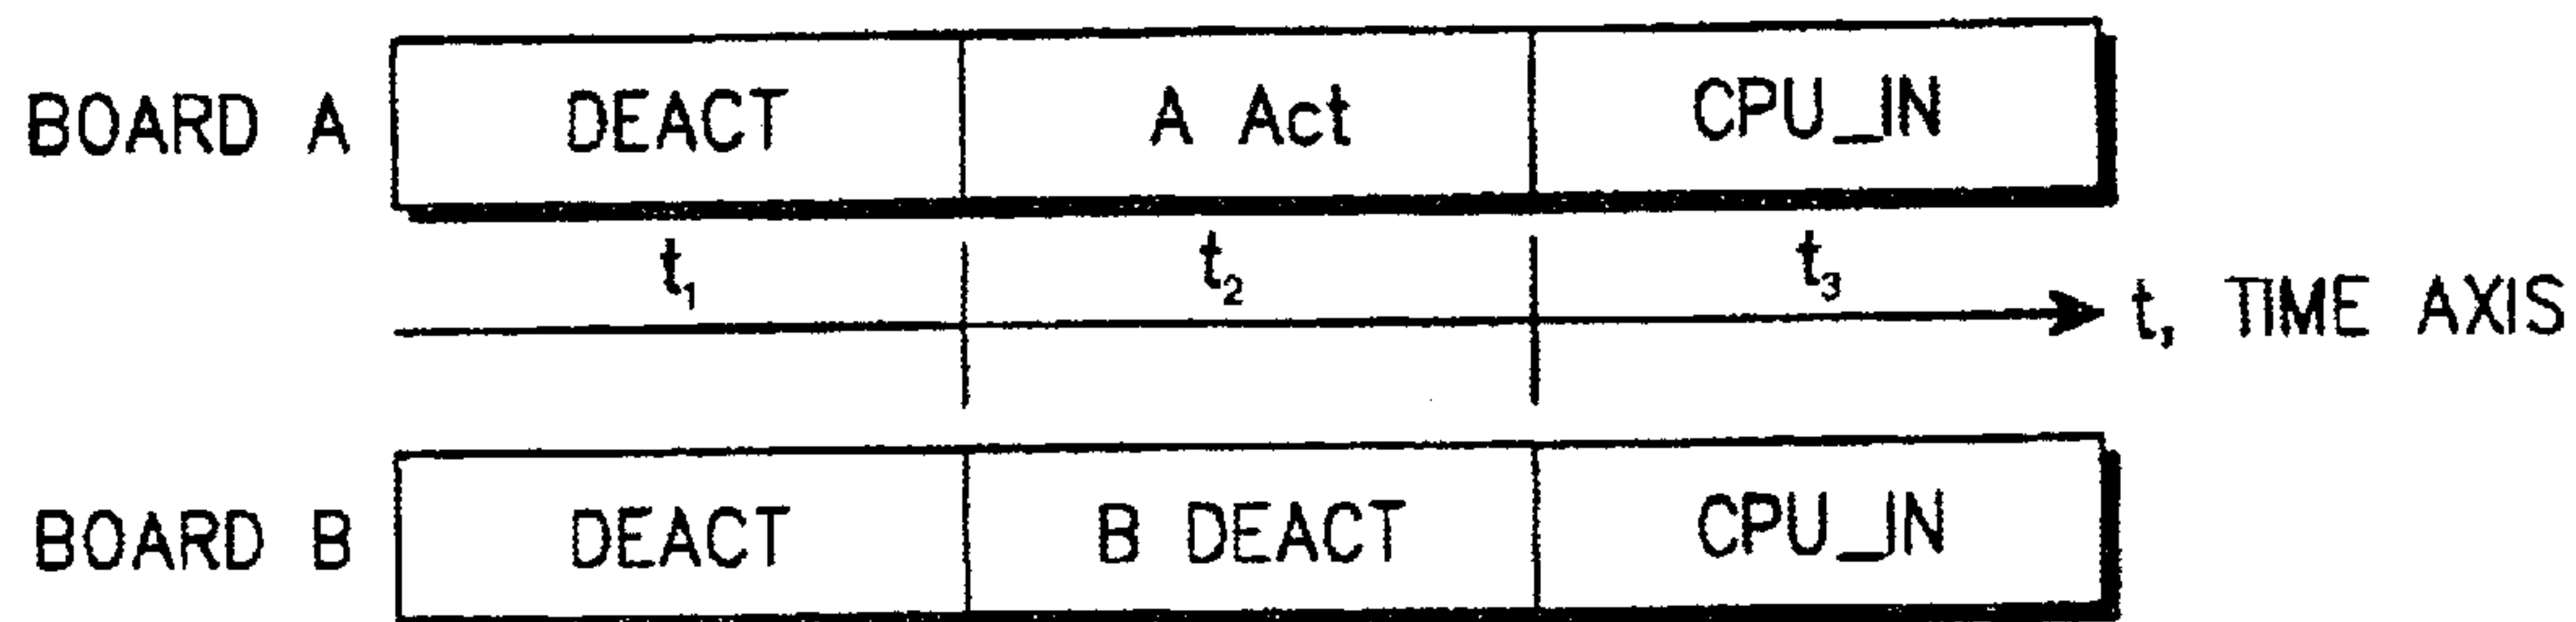 BOARD A DEACT A Act CPU_IN
t₁ t₂ t₃
t, TIME AXIS
BOARD B DEACT B DEACT CPU_IN